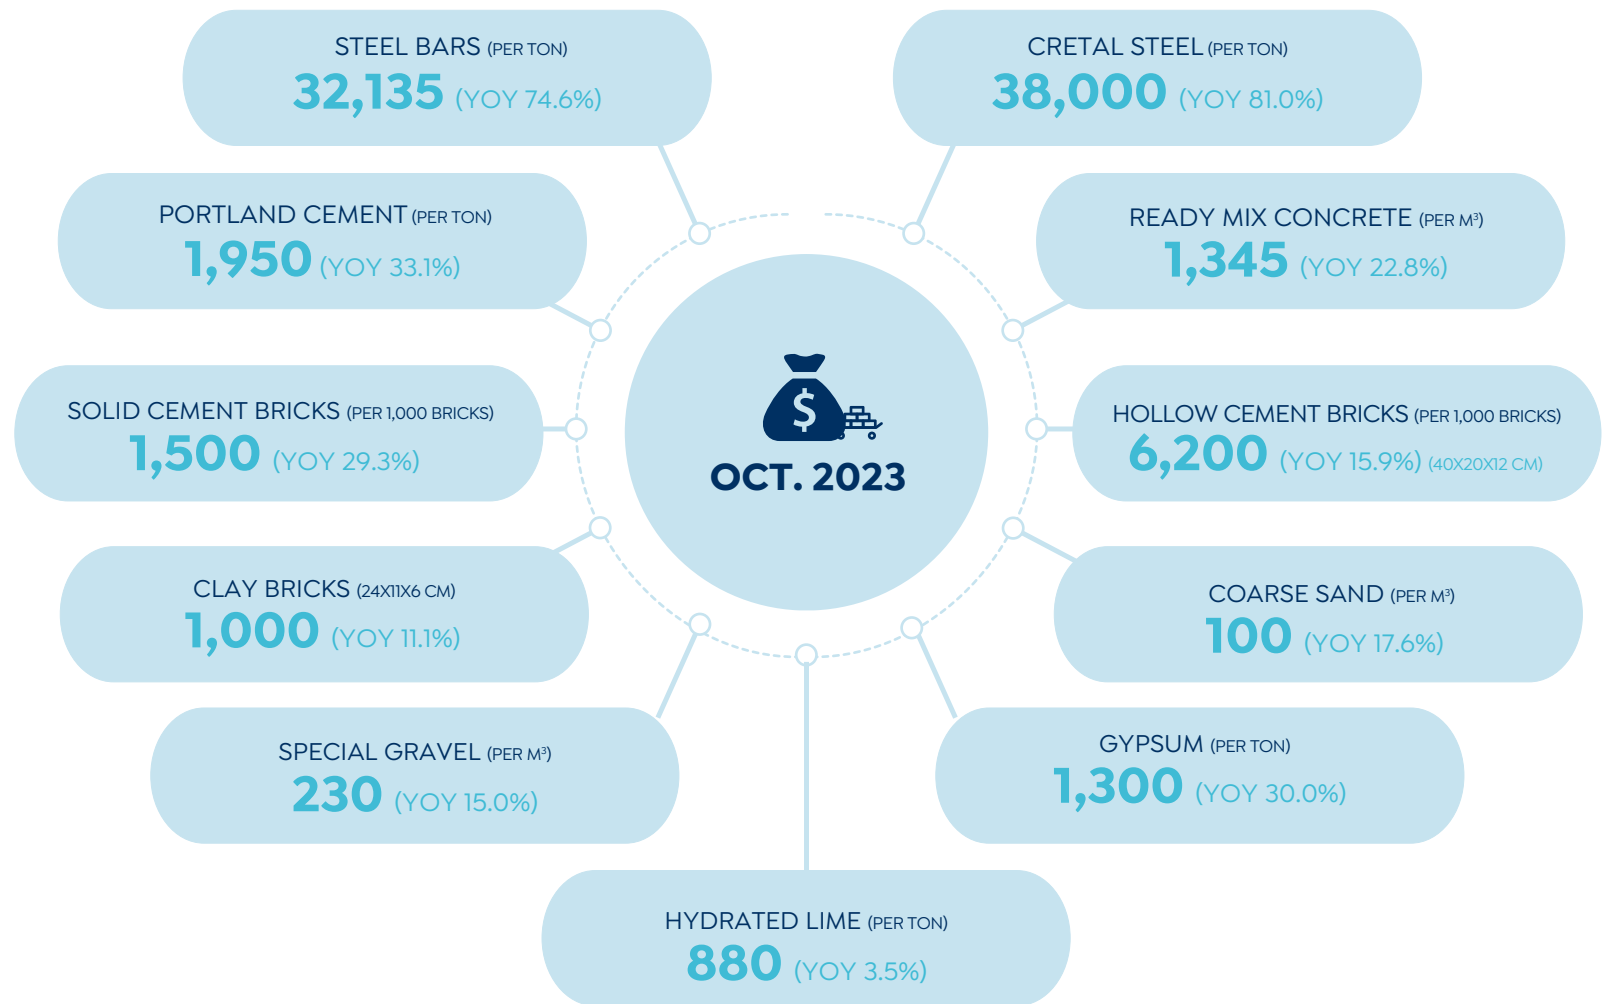 STEEL BARS (PER TON)
32,135 (YOY 74.6%)
CRETAL STEEL (PER TON)
38,000 (YOY 81.0%)
PORTLAND CEMENT (PER TON)
1,950 (YOY 33.1%)
READY MIX CONCRETE (PER M³)
1,345 (YOY 22.8%)
SOLID CEMENT BRICKS (PER 1,000 BRICKS)
1,500 (YOY 29.3%)
$
OCT. 2023
HOLLOW CEMENT BRICKS (PER 1,000 BRICKS)
6,200 (YOY 15.9%) (40X20X12 CM)
CLAY BRICKS (24X11X6 CM)
1,000 (YOY 11.1%)
COARSE SAND (PER M³)
100 (YOY 17.6%)
SPECIAL GRAVEL (PER M³)
230 (YOY 15.0%)
GYPSUM (PER TON)
1,300 (YOY 30.0%)
HYDRATED LIME (PER TON)
880 (YOY 3.5%)